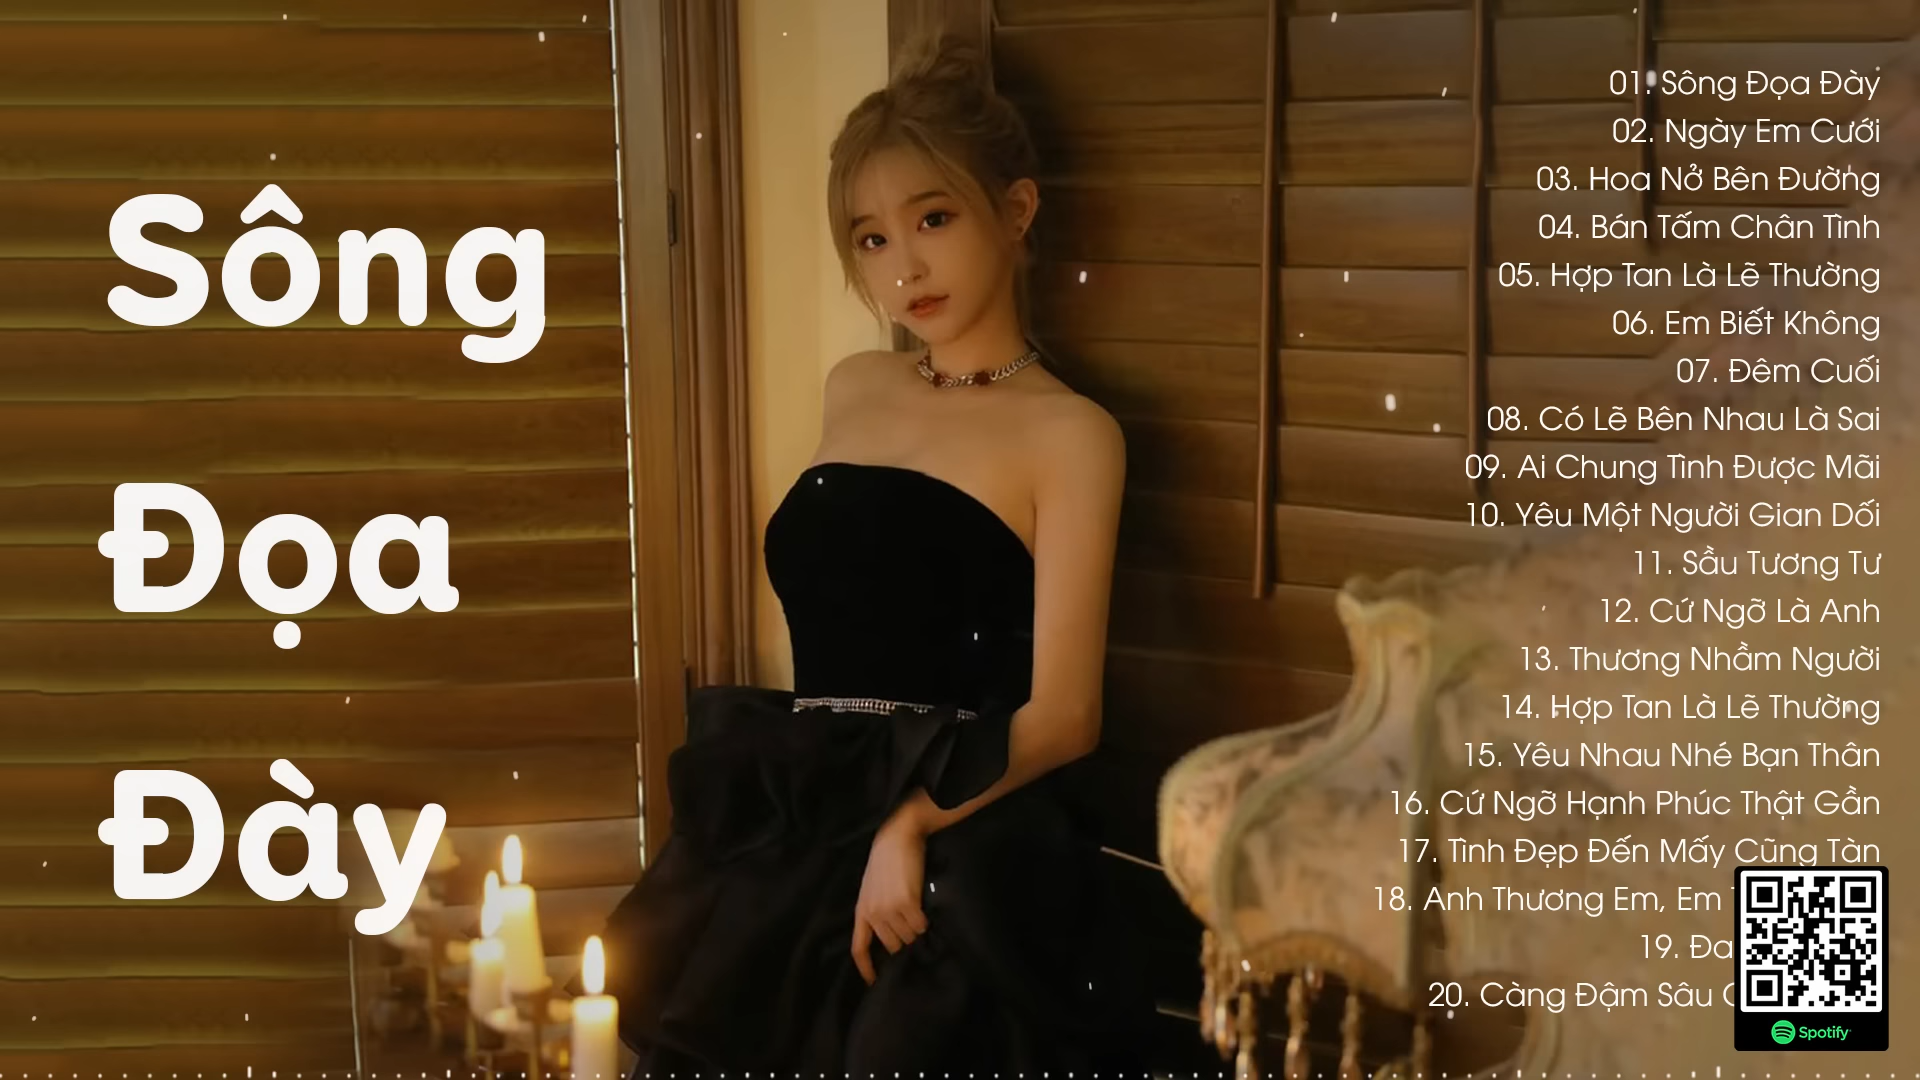 Sông
Đọa
Đày
01. Sông Đọa Đày
02. Ngày Em Cưới
03. Hoa Nở Bên Đường
04. Bán Tấm Chân Tình
05. Hợp Tan Là Lẽ Thường
06. Em Biết Không
07. Đêm Cuối
08. Có Lẽ Bên Nhau Là Sai
09. Ai Chung Tình Được Mãi
10. Yêu Một Người Gian Dối
11. Sầu Tương Tư
12. Cứ Ngỡ Là Anh
13. Thương Nhầm Người
14. Hợp Tan Là Lẽ Thường
15. Yêu Nhau Nhé Bạn Thân
16. Cứ Ngỡ Hạnh Phúc Thật Gần
17. Tình Đẹp Đến Mấy Cũng Tàn
18. Anh Thương Em, Em
19.
20. Càng Đậm Sâu
Spotify